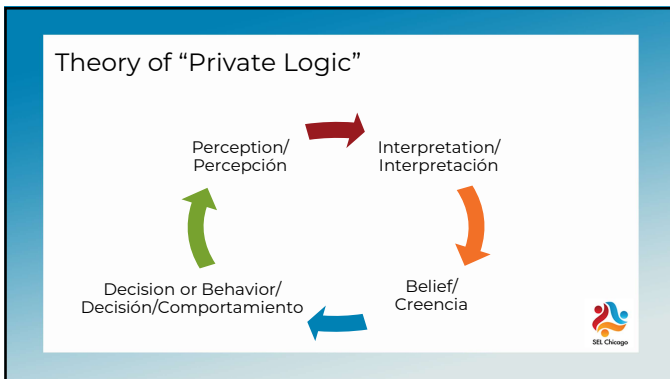 Theory of “Private Logic”
Perception/
Percepción
Interpretation/
Interpretación
Decision or Behavior/
Decisión/Comportamiento
Belief/
Creencia
SEL Chicago